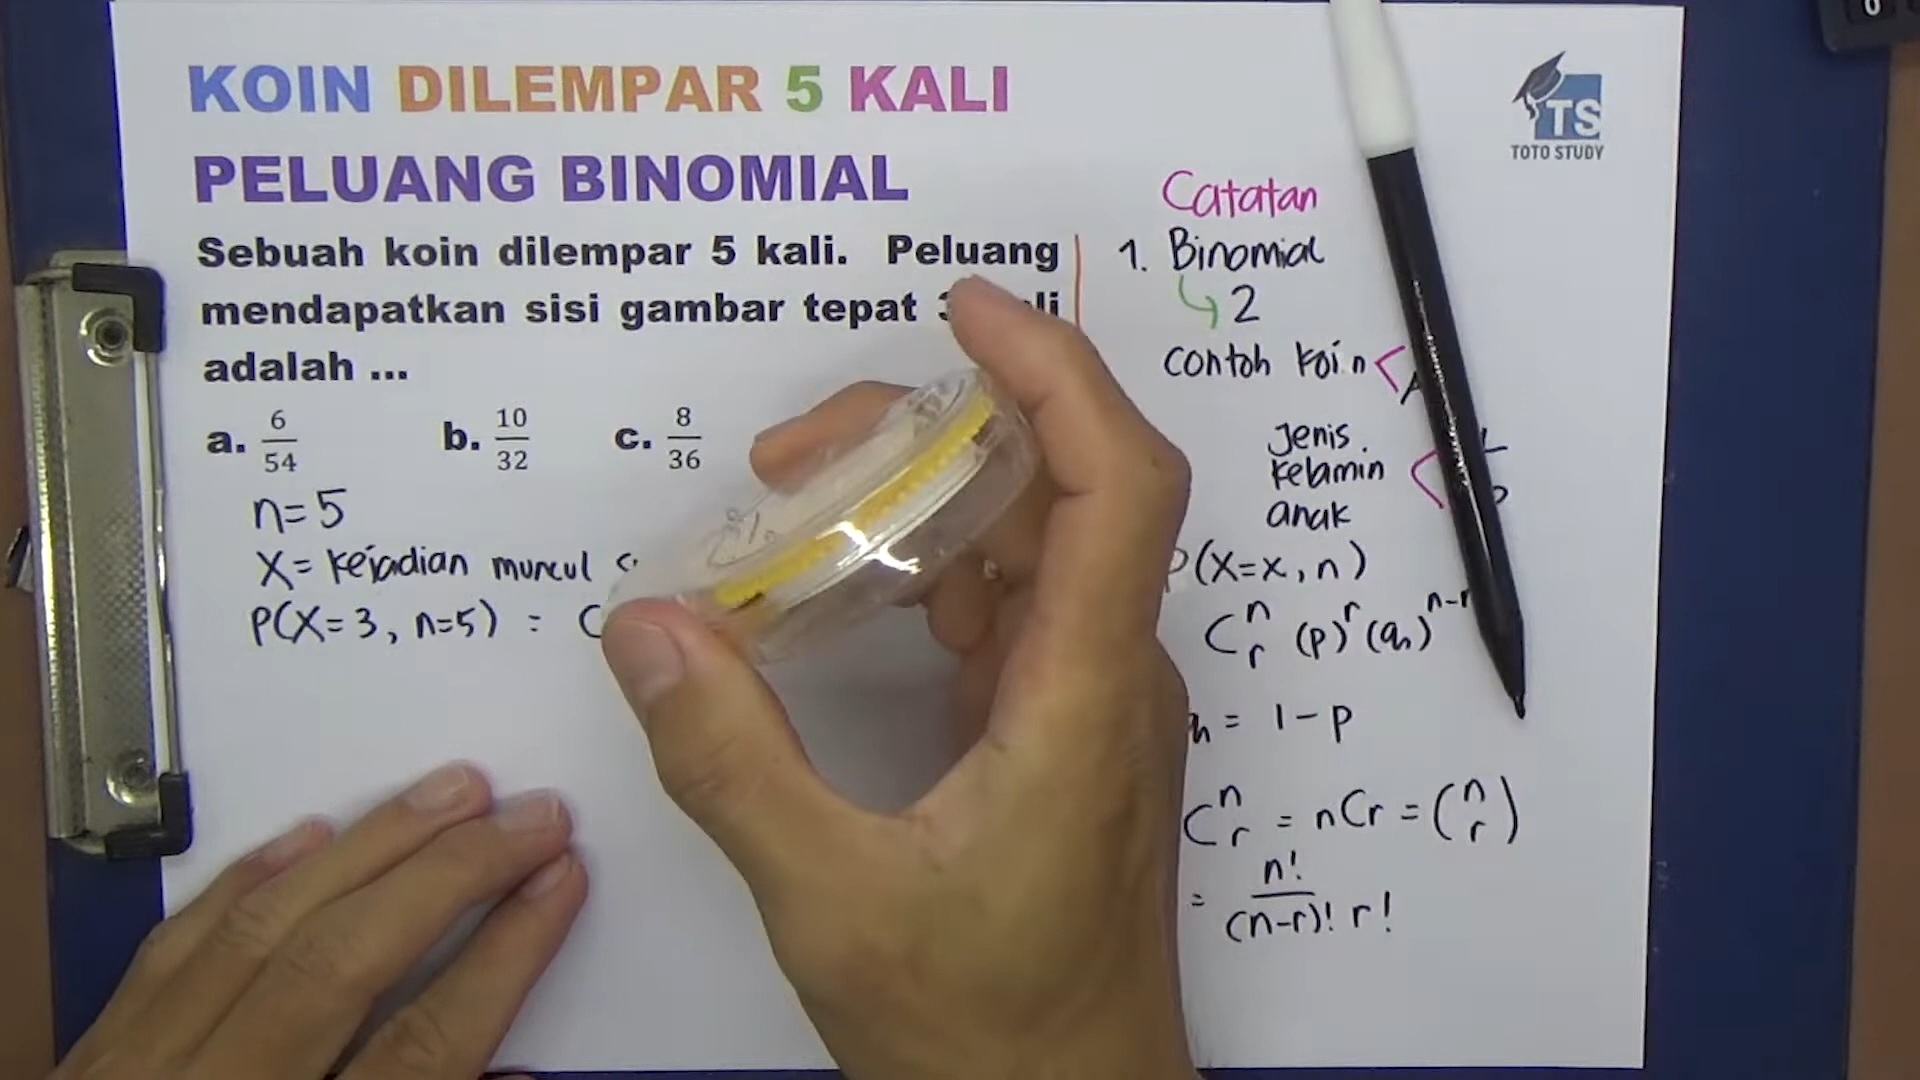 KOIN DILEMPAR 5 KALI
PELUANG BINOMIAL
Sebuah koin dilempar 5 kali. Peluang
mendapatkan sisi gambar tepat
adalah ...
a. 6/54 b. 10/32 c. 8/36
n=5
X= kejadian muncul
P(X=3, n=5) = C
TS
TOTO STUDY
Catatan
1. Binomial
↳ 2
contoh koin <
Jenis
kelamin <
anak
P(X=x, n)
C^n_r (p)^r (q)^n-r
q = 1-p
C^n_r = nCr = (n r)
= n!/(n-r)! r!
0